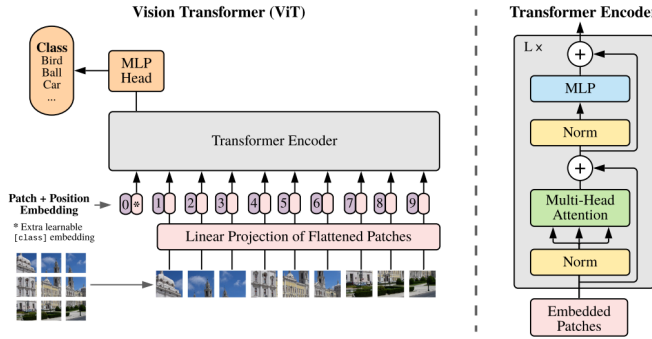 Vision Transformer (ViT)
Class
Bird
Ball
Car
...
MLP
Head
Transformer Encoder
Patch + Position
Embedding
0 * 1 2 3 4 5 6 7 8 9
* Extra learnable
[class] embedding
Linear Projection of Flattened Patches
Transformer Encoder
L ×
+
MLP
Norm
+
Multi-Head
Attention
Norm
Embedded
Patches